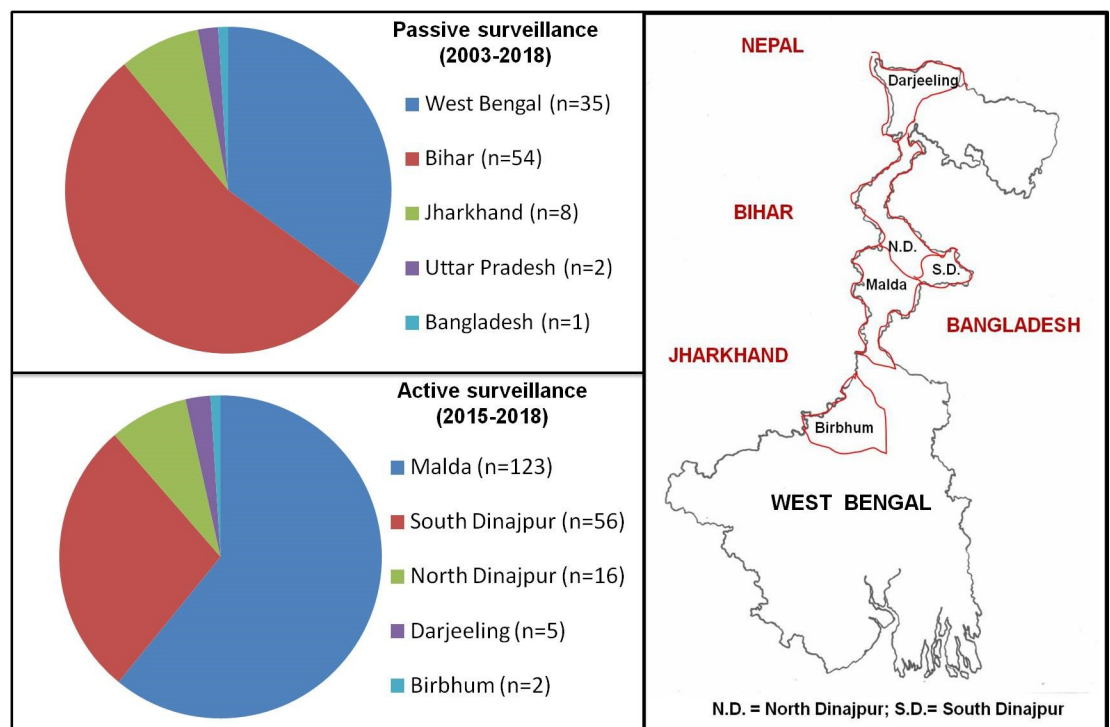 Passive surveillance
(2003-2018)
West Bengal (n=35)
Bihar (n=54)
Jharkhand (n=8)
Uttar Pradesh (n=2)
Bangladesh (n=1)
Active surveillance
(2015-2018)
Malda (n=123)
South Dinajpur (n=56)
North Dinajpur (n=16)
Darjeeling (n=5)
Birbhum (n=2)
NEPAL
Darjeeling
BIHAR
N.D.
S.D.
Malda
BANGLADESH
JHARKHAND
Birbhum
WEST BENGAL
N.D. = North Dinajpur; S.D.= South Dinajpur